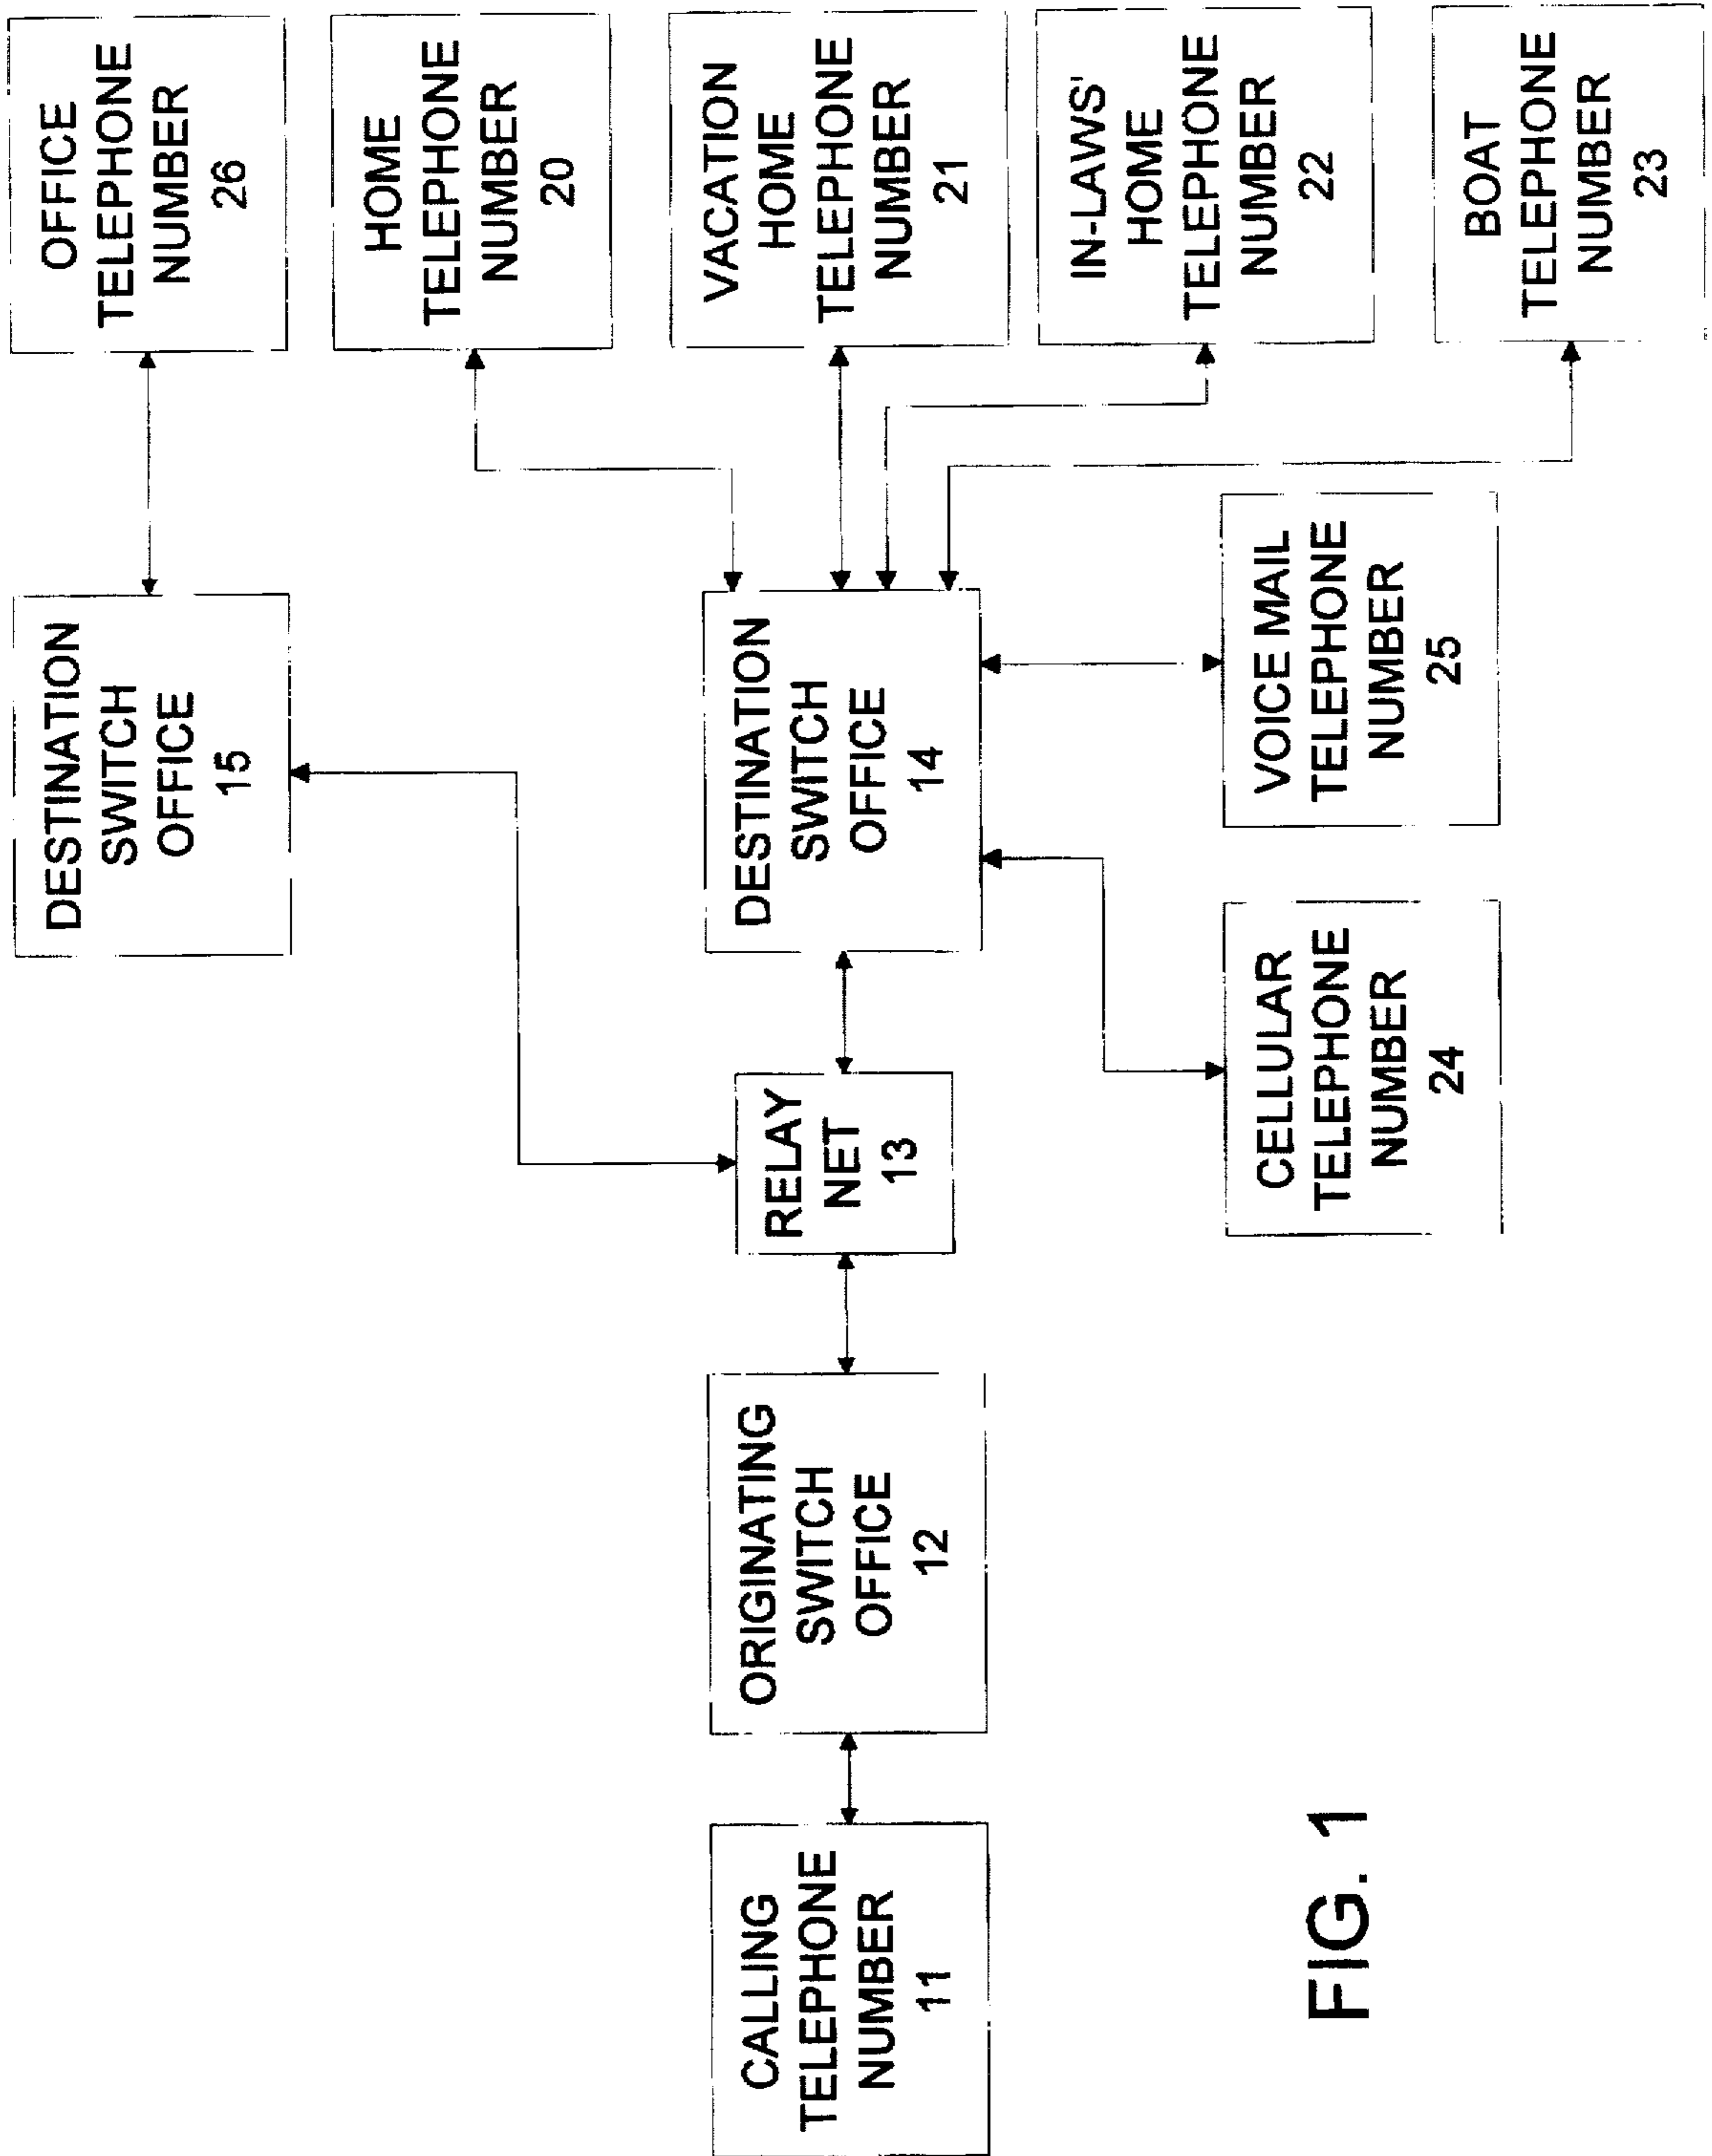 OFFICE
TELEPHONE
NUMBER
26
DESTINATION
SWITCH
OFFICE
15
HOME
TELEPHONE
NUMBER
20
VACATION
HOME
TELEPHONE
NUMBER
21
IN-LAWS'
HOME
TELEPHONE
NUMBER
22
BOAT
TELEPHONE
NUMBER
23
CALLING
TELEPHONE
NUMBER
11
ORIGINATING
SWITCH
OFFICE
12
RELAY
NET
13
DESTINATION
SWITCH
OFFICE
14
CELLULAR
TELEPHONE
NUMBER
24
VOICE MAIL
TELEPHONE
NUMBER
25
FIG. 1